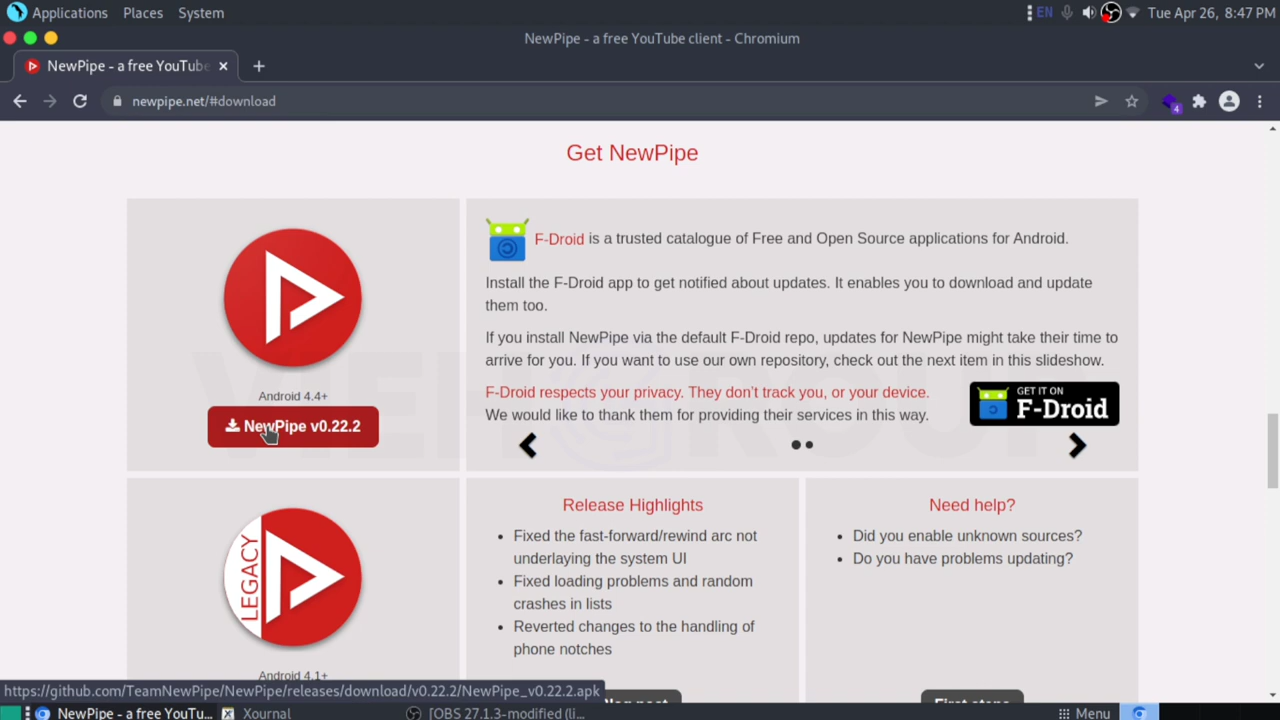 Applications Places System
EN
Tue Apr 26, 8:47 PM
NewPipe - a free YouTube client - Chromium
NewPipe - a free YouTube
newpipe.net/#download
4
Get NewPipe
Android 4.4+
NewPipe v0.22.2
F-Droid is a trusted catalogue of Free and Open Source applications for Android.
Install the F-Droid app to get notified about updates. It enables you to download and update
them too.
If you install NewPipe via the default F-Droid repo, updates for NewPipe might take their time to
arrive for you. If you want to use our own repository, check out the next item in this slideshow.
F-Droid respects your privacy. They don't track you, or your device.
We would like to thank them for providing their services in this way.
GET IT ON
F-Droid
LEGACY
Android 4.1+
Release Highlights
Fixed the fast-forward/rewind arc not
underlaying the system UI
Fixed loading problems and random
crashes in lists
Reverted changes to the handling of
phone notches
Need help?
Did you enable unknown sources?
Do you have problems updating?
https://github.com/TeamNewPipe/NewPipe/releases/download/v0.22.2/NewPipe_v0.22.2.apk
NewPipe - a free YouTu...
Xournal
[OBS 27.1.3-modified (li...
Menu